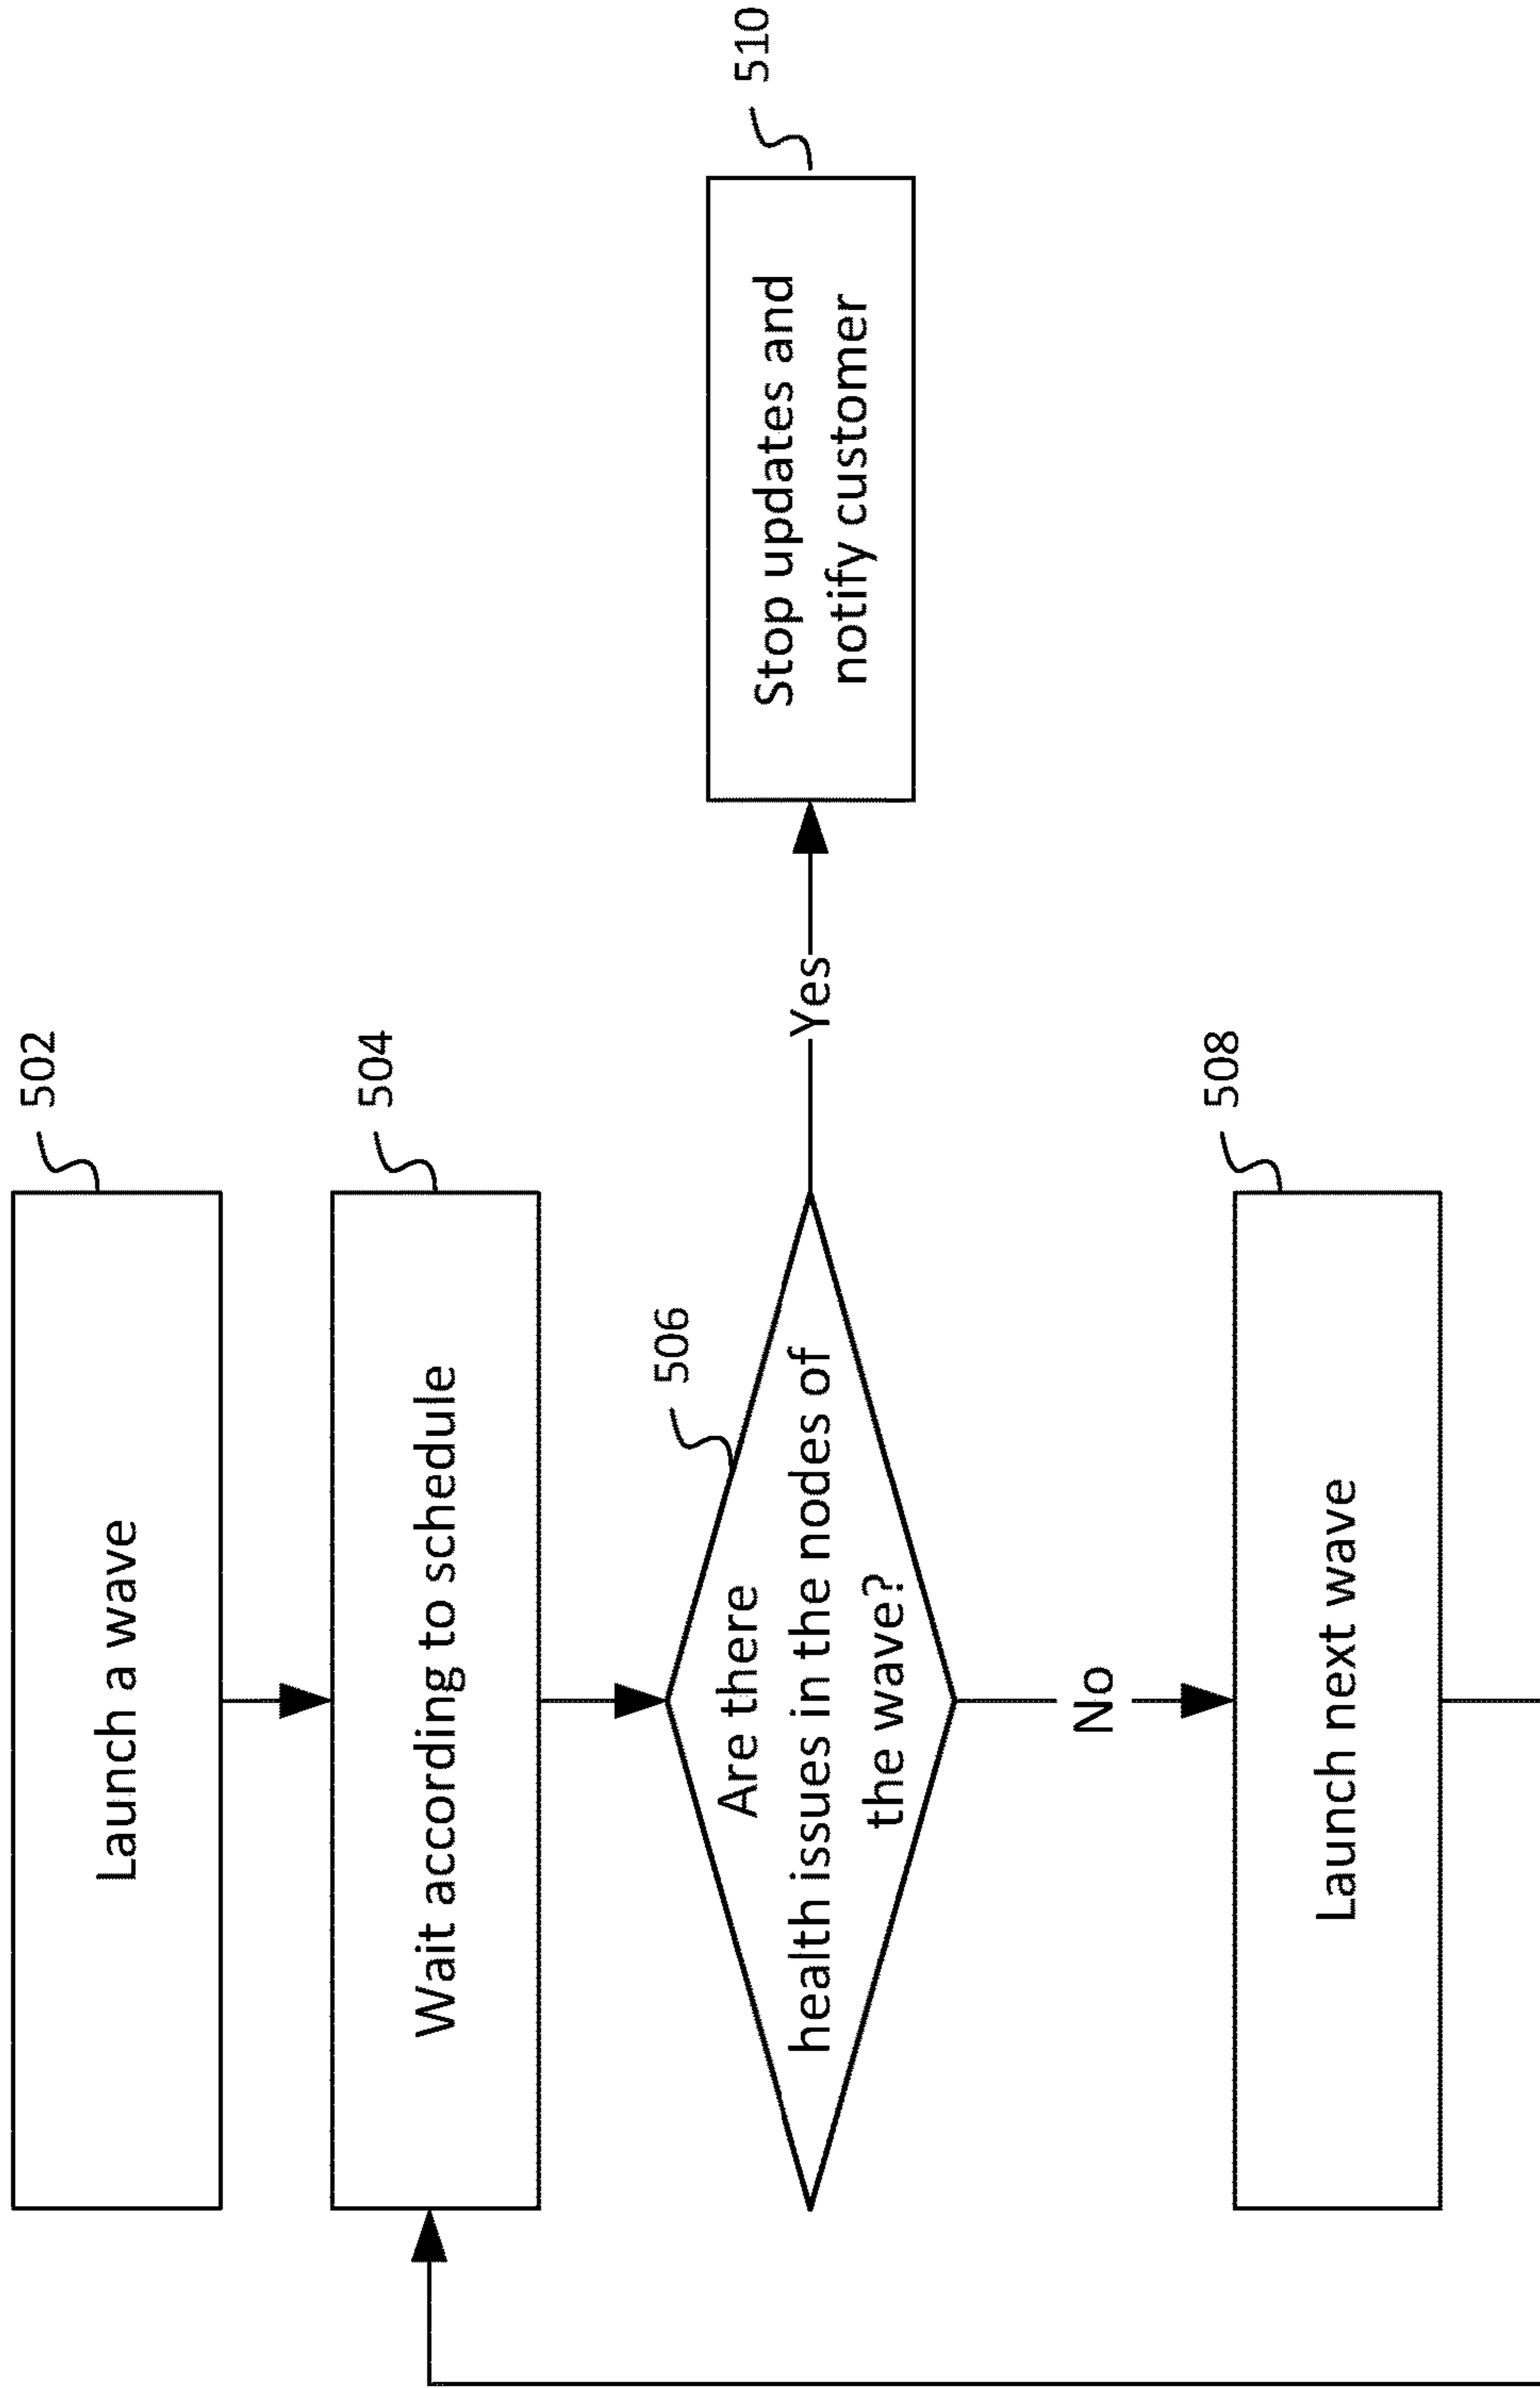 Launch a wave
502
Wait according to schedule
504
Are there
health issues in the nodes of
the wave?
506
Yes
Stop updates and
notify customer
510
No
Launch next wave
508